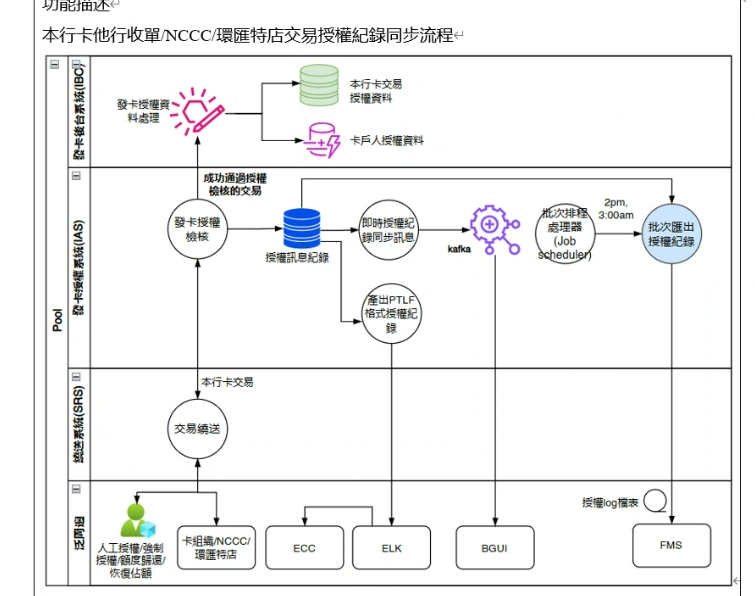 功能描述
本行卡他行收單/NCCC/環匯特店交易授權紀錄同步流程
Pool
發卡後台系統(IBC)
發卡授權資
料處理
本行卡交易
授權資料
卡戶人授權資料
發卡授權系統(IAS)
成功通過授權
檢核的交易
發卡授權
檢核
授權訊息紀錄
即時授權紀
錄同步訊息
kafka
批次排程
處理器
(Job
scheduler)
2pm,
3:00am
批次匯出
授權紀錄
產出PTLF
格式授權紀
錄
繞送系統(SRS)
本行卡交易
交易繞送
泛周邊
人工授權/強制
授權/額度歸還/
恢復佔額
卡組織/NCCC/
環匯特店
ECC
ELK
BGUI
授權log檔表
FMS